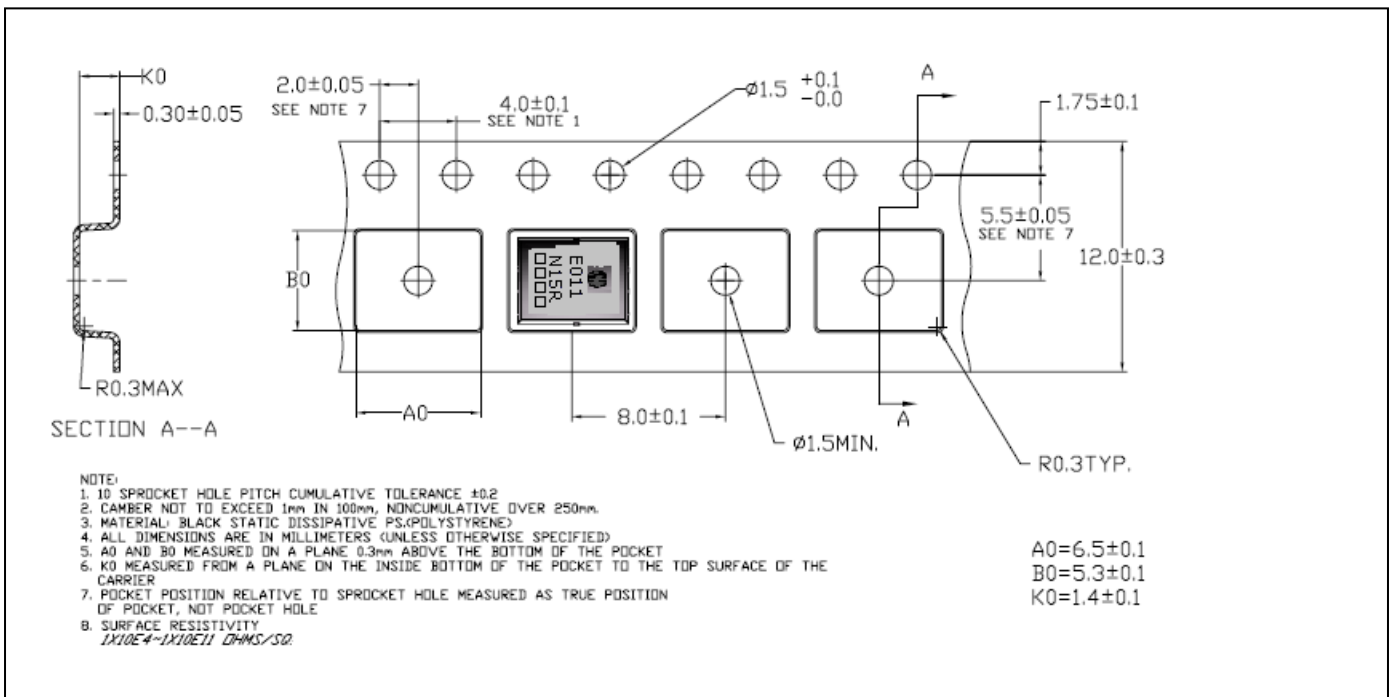 K0
0.30±0.05
2.0±0.05
SEE NOTE 7
4.0±0.1
SEE NOTE 1
Ø1.5 +0.1 -0.0
A
1.75±0.1
5.5±0.05
SEE NOTE 7
12.0±0.3
B0
E011
N15R
□□□□
R0.3MAX
A0
8.0±0.1
A
Ø1.5MIN.
SECTION A--A
R0.3TYP.
NOTE:
1. 10 SPROCKET HOLE PITCH CUMULATIVE TOLERANCE ±0.2
2. CAMBER NOT TO EXCEED 1mm IN 100mm, NONCUMULATIVE OVER 250mm.
3. MATERIAL: BLACK STATIC DISSIPATIVE PS.(POLYSTYRENE)
4. ALL DIMENSIONS ARE IN MILLIMETERS (UNLESS OTHERWISE SPECIFIED)
5. A0 AND B0 MEASURED ON A PLANE 0.3mm ABOVE THE BOTTOM OF THE POCKET
6. K0 MEASURED FROM A PLANE ON THE INSIDE BOTTOM OF THE POCKET TO THE TOP SURFACE OF THE
CARRIER
7. POCKET POSITION RELATIVE TO SPROCKET HOLE MEASURED AS TRUE POSITION
OF POCKET, NOT POCKET HOLE
8. SURFACE RESISTIVITY
1X10E4~1X10E11 OHMS/SQ.
A0=6.5±0.1
B0=5.3±0.1
K0=1.4±0.1